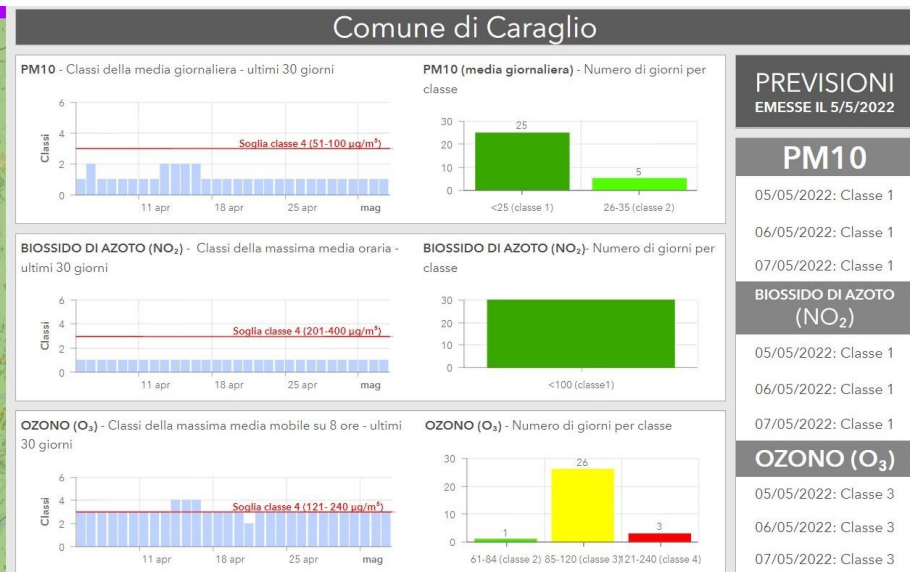 Comune di Caraglio
PM10 - Classi della media giornaliera - ultimi 30 giorni
6
4
2
0
Classi
Soglia classe 4 (51-100 µg/m³)
11 apr
18 apr
25 apr
mag
PM10 (media giornaliera) - Numero di giorni per
classe
30
20
10
0
25
5
<25 (classe 1)
26-35 (classe 2)
BIOSSIDO DI AZOTO (NO₂) - Classi della massima media oraria -
ultimi 30 giorni
6
4
2
0
Classi
Soglia classe 4 (201-400 µg/m³)
11 apr
18 apr
25 apr
mag
BIOSSIDO DI AZOTO (NO₂)- Numero di giorni per
classe
30
20
10
0
<100 (classe1)
OZONO (O₃) - Classi della massima media mobile su 8 ore - ultimi
30 giorni
6
4
2
0
Classi
Soglia classe 4 (121- 240 µg/m³)
11 apr
18 apr
25 apr
mag
OZONO (O₃) - Numero di giorni per classe
30
20
10
0
1
26
3
61-84 (classe 2)
85-120 (classe 3)
121-240 (classe 4)
PREVISIONI
EMESSE IL 5/5/2022
PM10
05/05/2022: Classe 1
06/05/2022: Classe 1
07/05/2022: Classe 1
BIOSSIDO DI AZOTO
(NO₂)
05/05/2022: Classe 1
06/05/2022: Classe 1
07/05/2022: Classe 1
OZONO (O₃)
05/05/2022: Classe 3
06/05/2022: Classe 3
07/05/2022: Classe 3